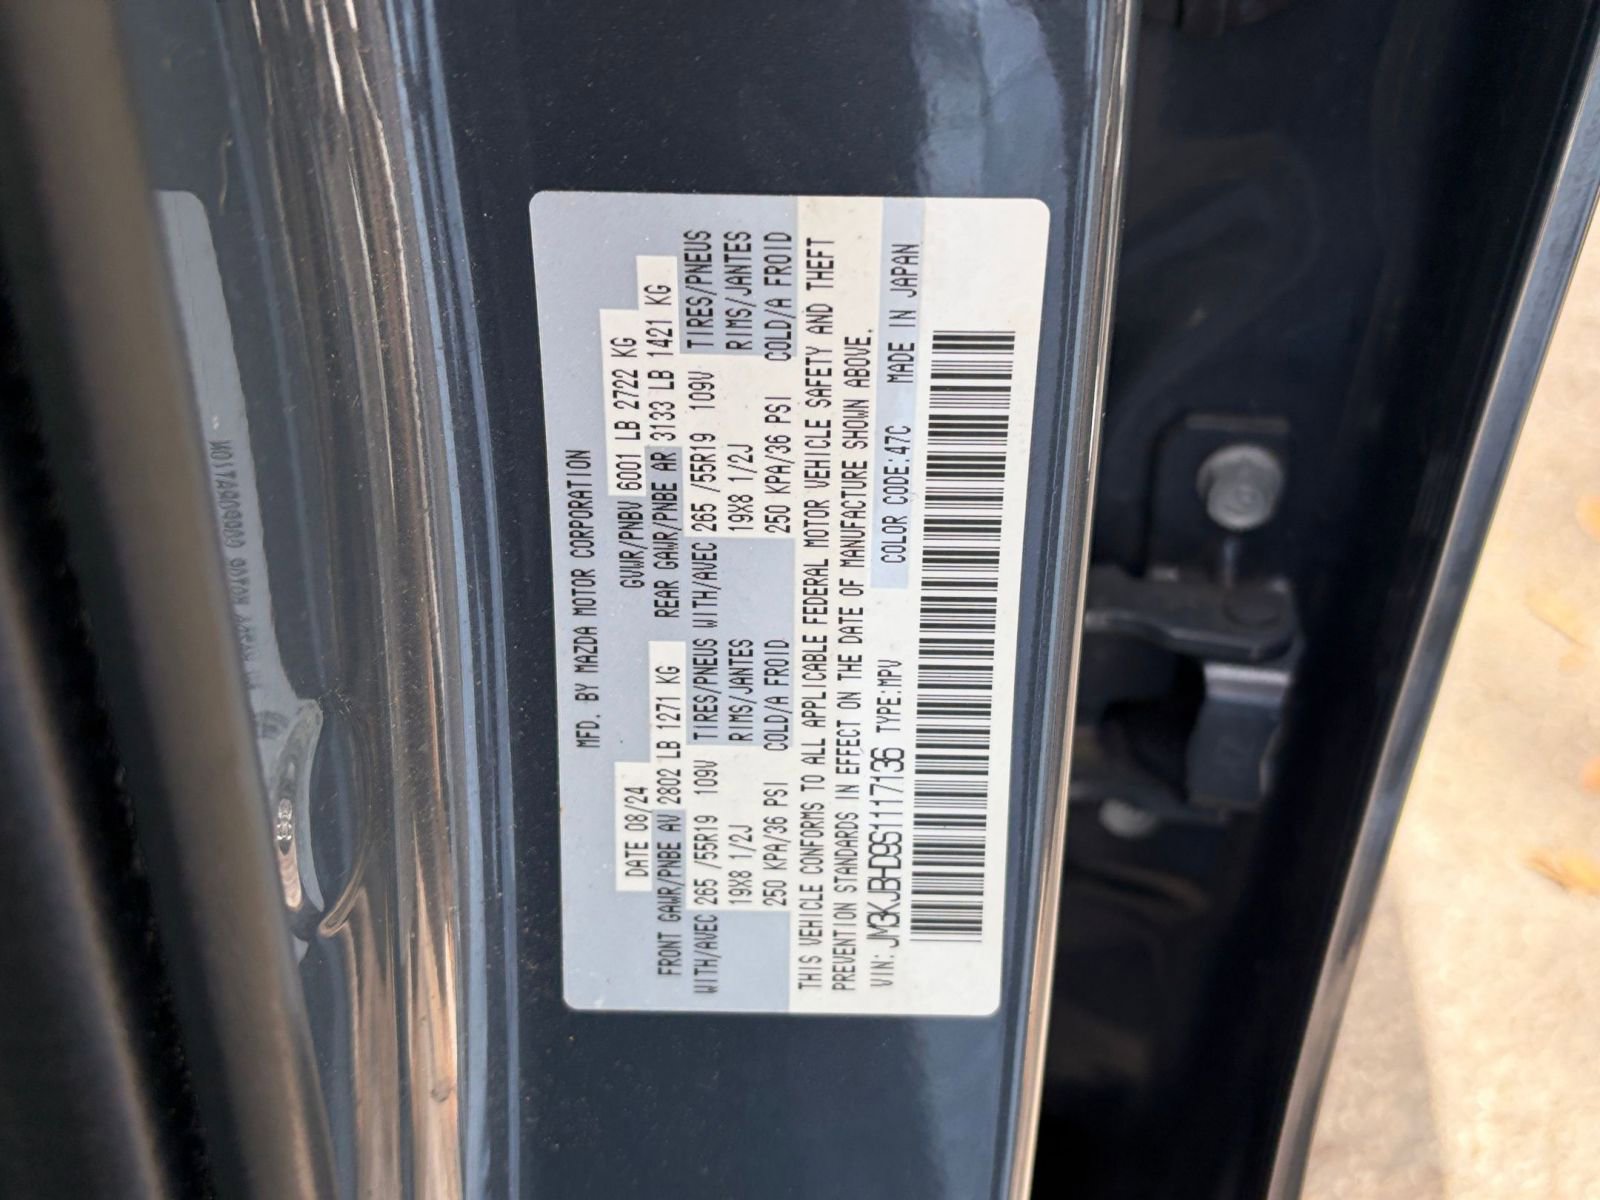 MFD. BY MAZDA MOTOR CORPORATION
DATE 08/24 GVWR/PNBV 6001 LB 2722 KG
FRONT GAWR/PNBE AV 2802 LB 1271 KG REAR GAWR/PNBE AR 3133 LB 1421 KG
WITH/AVEC 265 /55R19 109V TIRES/PNEUS WITH/AVEC 265 /55R19 109V TIRES/PNEUS
19X8 1/2J RIMS/JANTES 19X8 1/2J RIMS/JANTES
250 KPA/36 PSI COLD/A FROID 250 KPA/36 PSI COLD/A FROID
THIS VEHICLE CONFORMS TO ALL APPLICABLE FEDERAL MOTOR VEHICLE SAFETY AND THEFT
PREVENTION STANDARDS IN EFFECT ON THE DATE OF MANUFACTURE SHOWN ABOVE.
VIN: JM3KJBHD9S1117136 TYPE:MPV COLOR CODE:47C MADE IN JAPAN